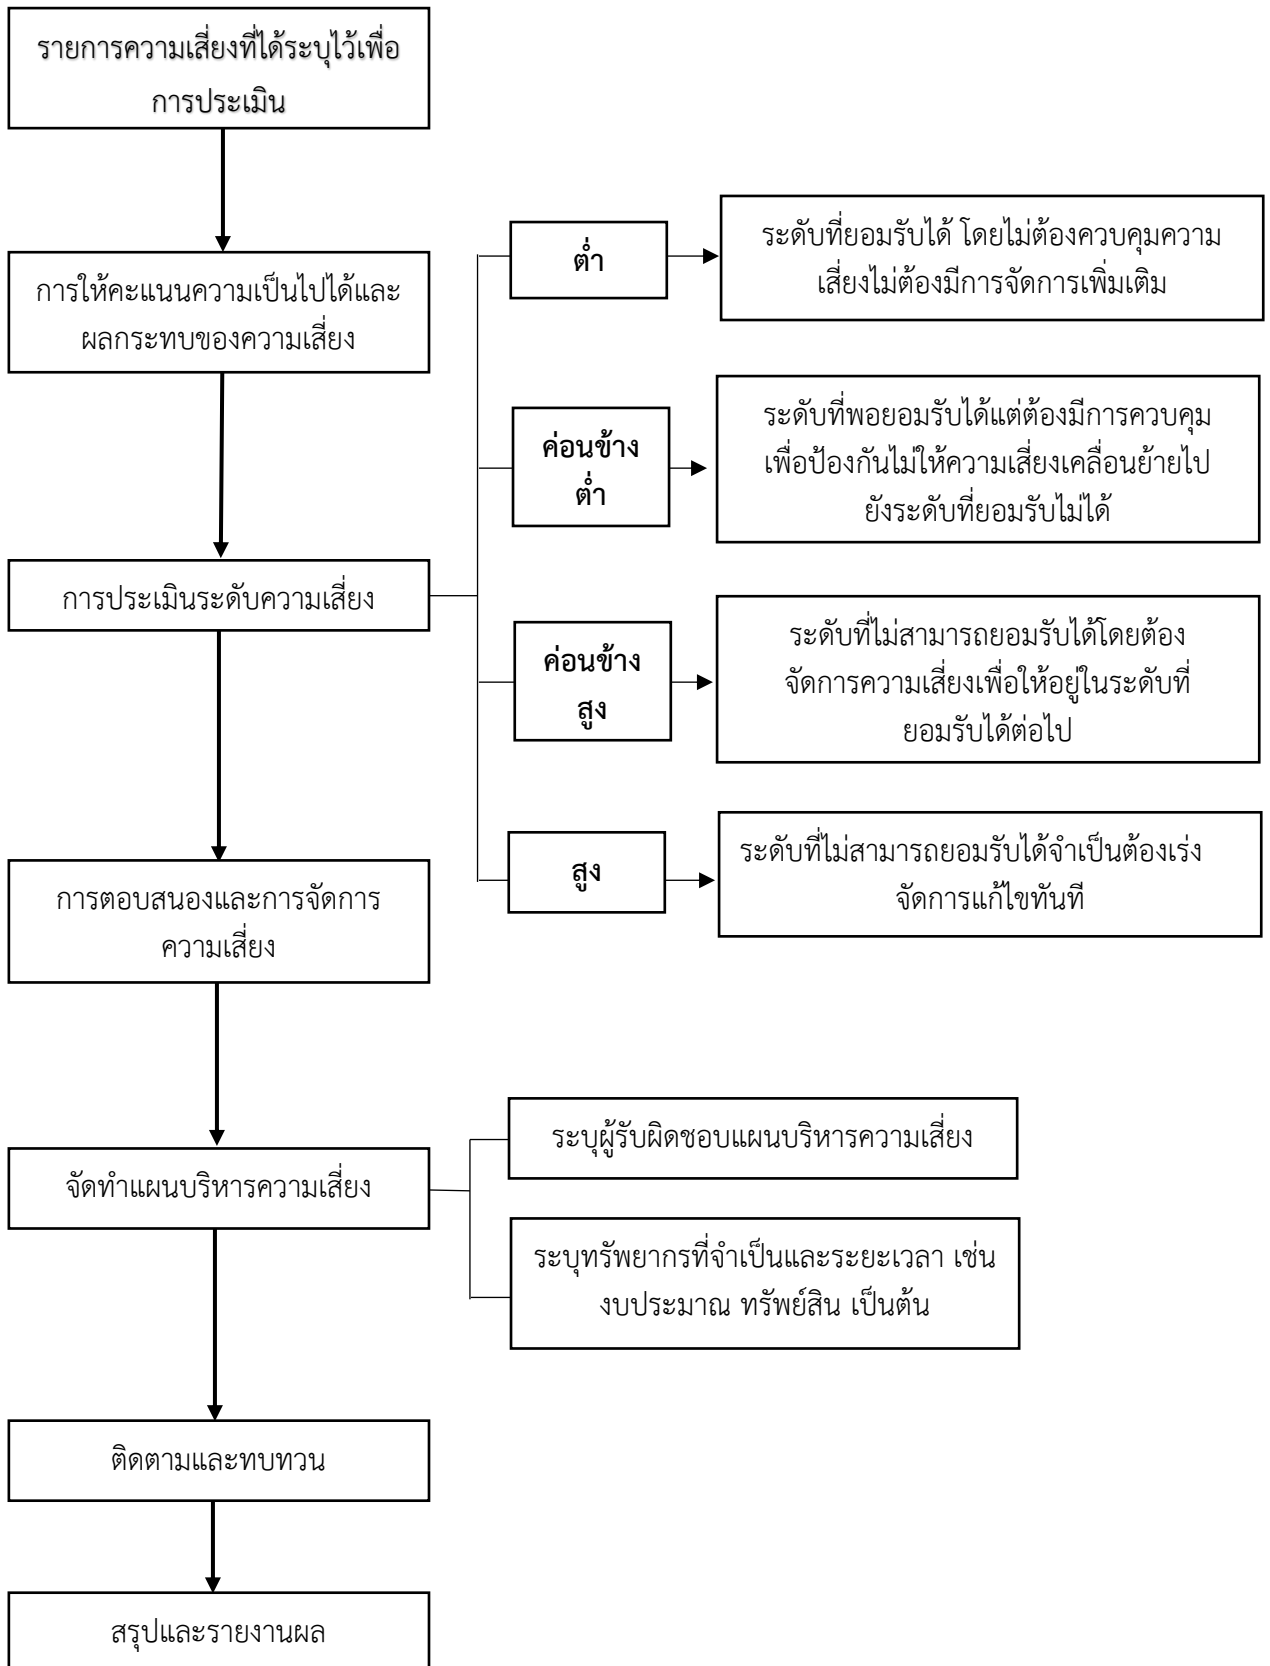 รายการความเสี่ยงที่ได้ระบุไว้เพื่อ
การประเมิน
การให้คะแนนความเป็นไปได้และ
ผลกระทบของความเสี่ยง
การประเมินระดับความเสี่ยง
ต่ำ
ระดับที่ยอมรับได้ โดยไม่ต้องควบคุมความ
เสี่ยงไม่ต้องมีการจัดการเพิ่มเติม
ค่อนข้าง
ต่ำ
ระดับที่พอยอมรับได้แต่ต้องมีการควบคุม
เพื่อป้องกันไม่ให้ความเสี่ยงเคลื่อนย้ายไป
ยังระดับที่ยอมรับไม่ได้
ค่อนข้าง
สูง
ระดับที่ไม่สามารถยอมรับได้โดยต้อง
จัดการความเสี่ยงเพื่อให้อยู่ในระดับที่
ยอมรับได้ต่อไป
สูง
ระดับที่ไม่สามารถยอมรับได้จำเป็นต้องเร่ง
จัดการแก้ไขทันที
การตอบสนองและการจัดการ
ความเสี่ยง
จัดทำแผนบริหารความเสี่ยง
ระบุผู้รับผิดชอบแผนบริหารความเสี่ยง
ระบุทรัพยากรที่จำเป็นและระยะเวลา เช่น
งบประมาณ ทรัพย์สิน เป็นต้น
ติดตามและทบทวน
สรุปและรายงานผล